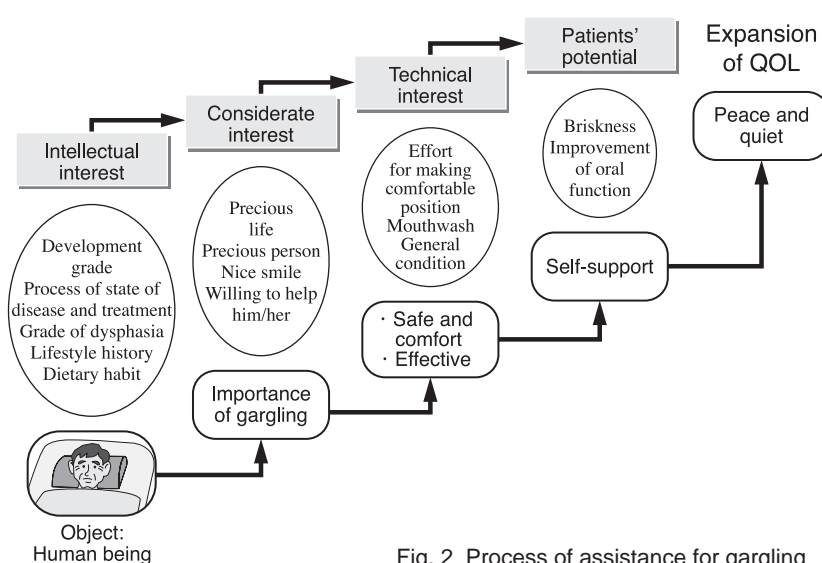 Intellectual
interest
Considerate
interest
Technical
interest
Patients'
potential
Expansion
of QOL
Development
grade
Process of state of
disease and treatment
Grade of dysphasia
Lifestyle history
Dietary habit
Precious
life
Precious person
Nice smile
Willing to help
him/her
Effort
for making
comfortable
position
Mouthwash
General
condition
Briskness
Improvement
of oral
function
Object:
Human being
Importance
of gargling
· Safe and
comfort
· Effective
Self-support
Peace and
quiet
Fig. 2 Process of assistance for gargling